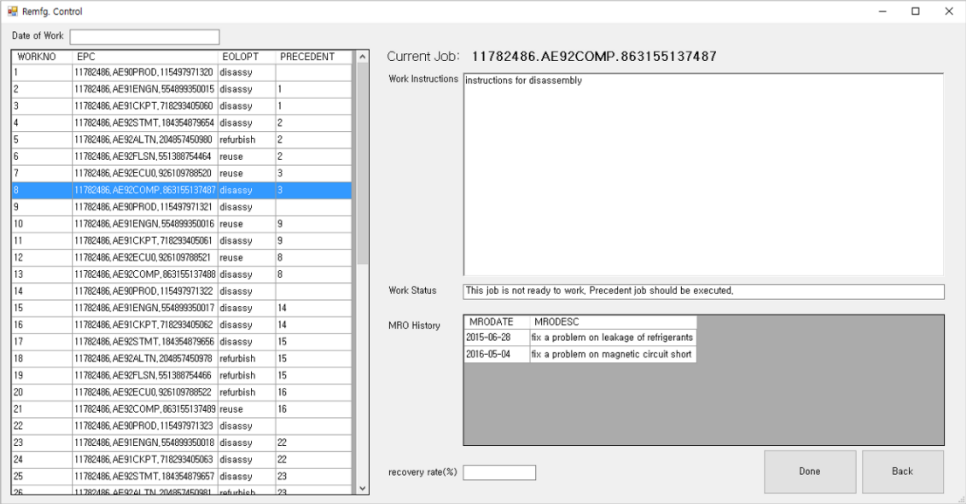 Remfg. Control
Date of Work
WORKNO EPC EOLOPT PRECEDENT
1 11782486,AE90PROD,115497971320 disassy
2 11782486,AE91ENGN,554899350015 disassy 1
3 11782486,AE91CKPT,718293405060 disassy 1
4 11782486,AE92STMT,184354879654 disassy 2
5 11782486,AE92ALTN,204857450980 refurbish 2
6 11782486,AE92FLSN,551388754464 reuse 2
7 11782486,AE92ECU0,926109788520 reuse 3
8 11782486,AE92COMP,863155137487 disassy 3
9 11782486,AE90PROD,115497971321 disassy
10 11782486,AE91ENGN,554899350016 reuse 9
11 11782486,AE91CKPT,718293405061 disassy 9
12 11782486,AE92ECU0,926109788521 reuse 8
13 11782486,AE92COMP,863155137488 disassy 8
14 11782486,AE90PROD,115497971322 disassy
15 11782486,AE91ENGN,554899350017 disassy 14
16 11782486,AE91CKPT,718293405062 disassy 14
17 11782486,AE92STMT,184354879656 disassy 15
18 11782486,AE92ALTN,204857450978 refurbish 15
19 11782486,AE92FLSN,551388754466 refurbish 15
20 11782486,AE92ECU0,926109788522 refurbish 16
21 11782486,AE92COMP,863155137489 reuse 16
22 11782486,AE90PROD,115497971323 disassy
23 11782486,AE91ENGN,554899350018 disassy 22
24 11782486,AE91CKPT,718293405063 disassy 22
25 11782486,AE92STMT,184354879657 disassy 23
26 11782486,AE92ALTN,204857450981 refurbish 23
Current Job: 11782486.AE92COMP.863155137487
Work Instructions
instructions for disassembly
Work Status
This job is not ready to work, Precedent job should be executed,
MRO History
MRODATE MRODESC
2015-06-28 fix a problem on leakage of refrigerants
2016-05-04 fix a problem on magnetic circuit short
recovery rate(%)
Done
Back